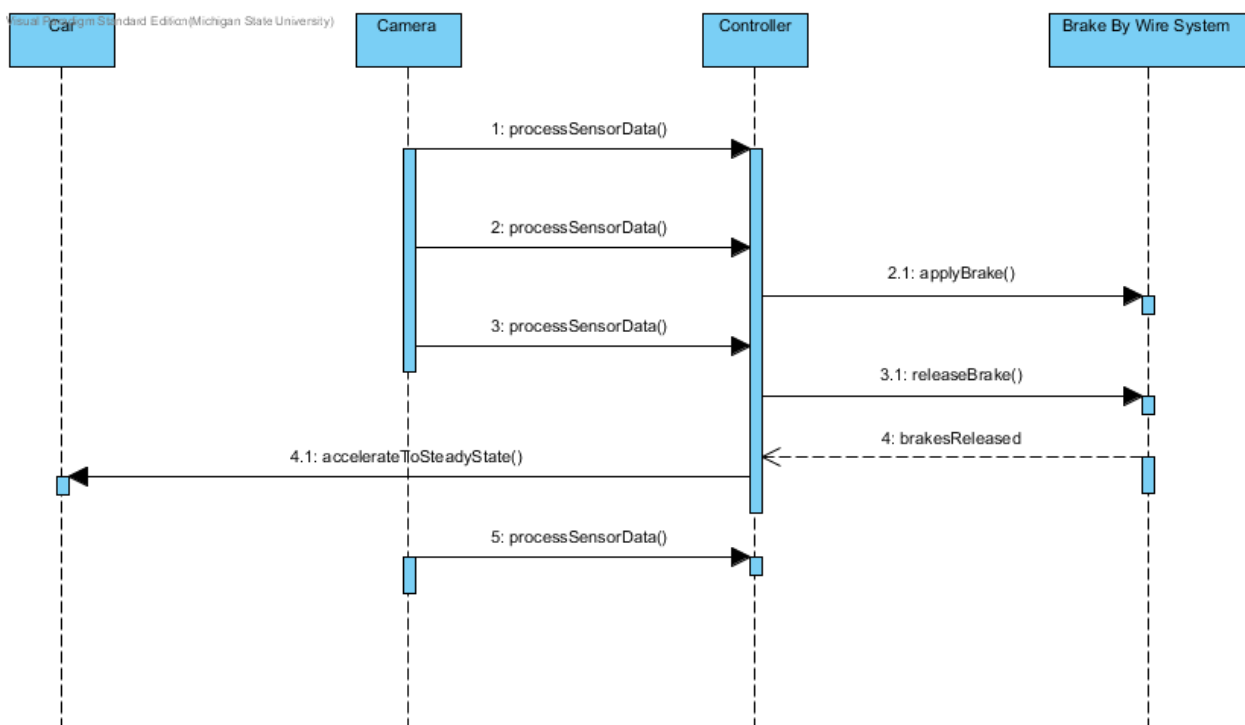 Visual Paradigm Standard Edition(Michigan State University)
Car
Camera
Controller
Brake By Wire System
1: processSensorData()
2: processSensorData()
2.1: applyBrake()
3: processSensorData()
3.1: releaseBrake()
4: brakesReleased
4.1: accelerateToSteadyState()
5: processSensorData()